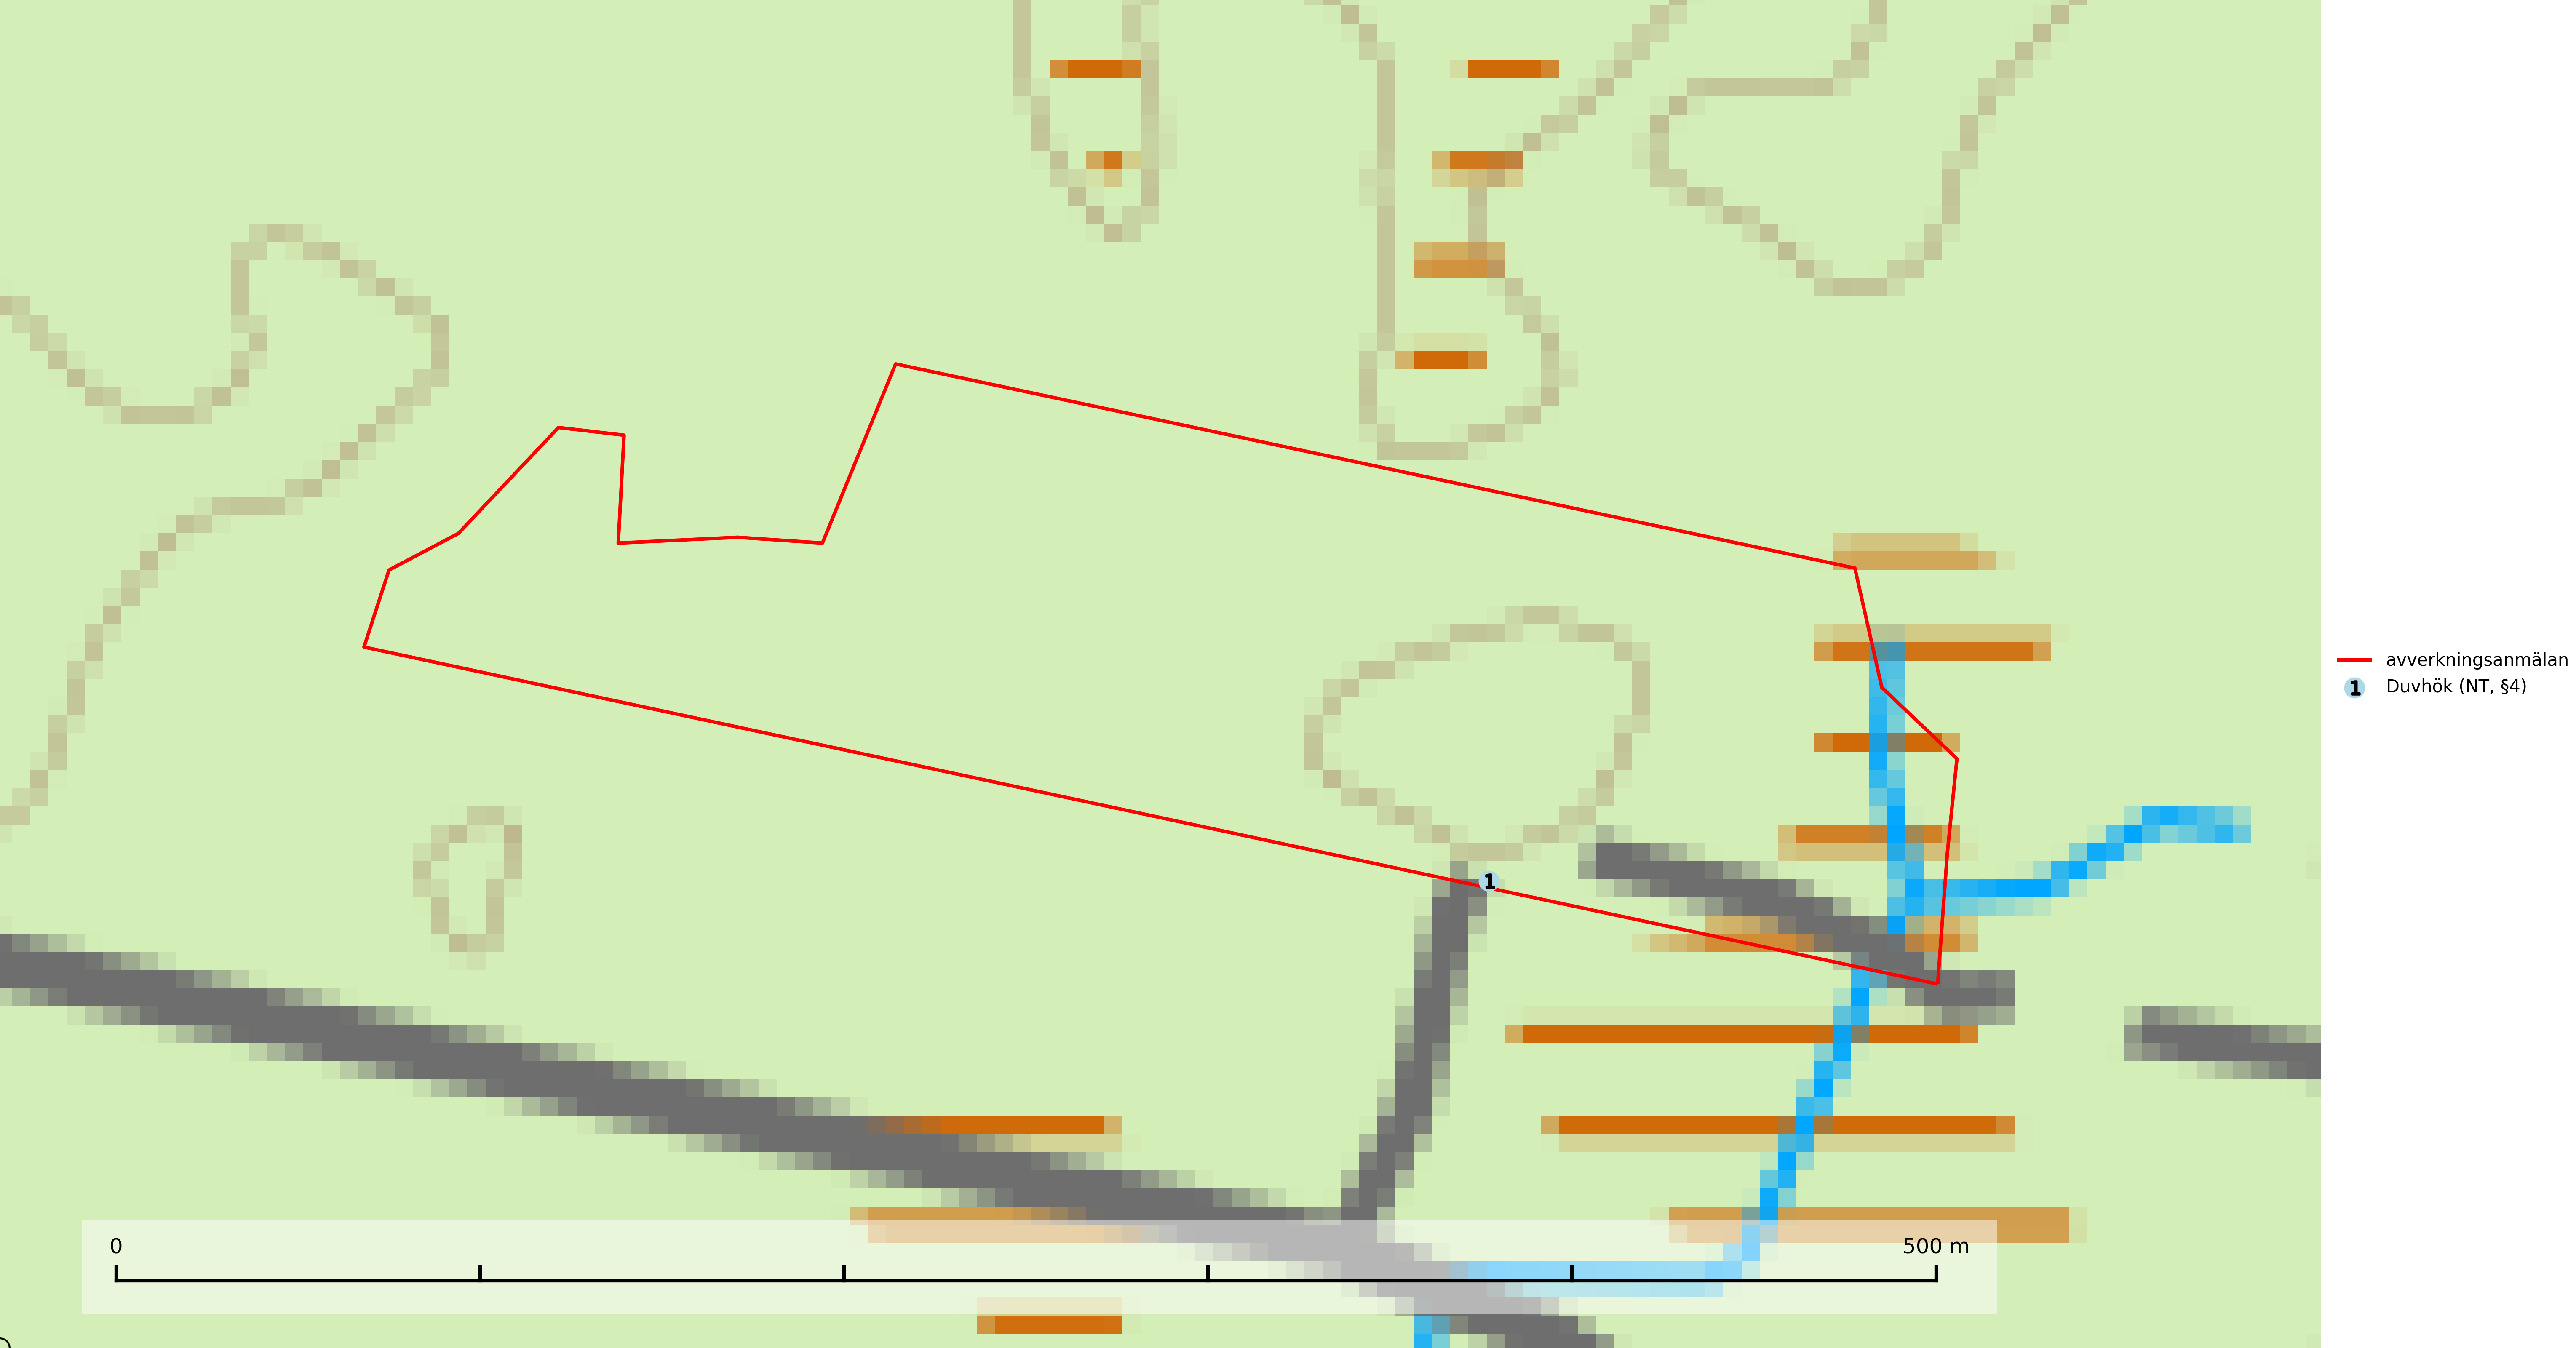 1
avverkningsanmälan
1 Duvhök (NT, §4)
0 500 m